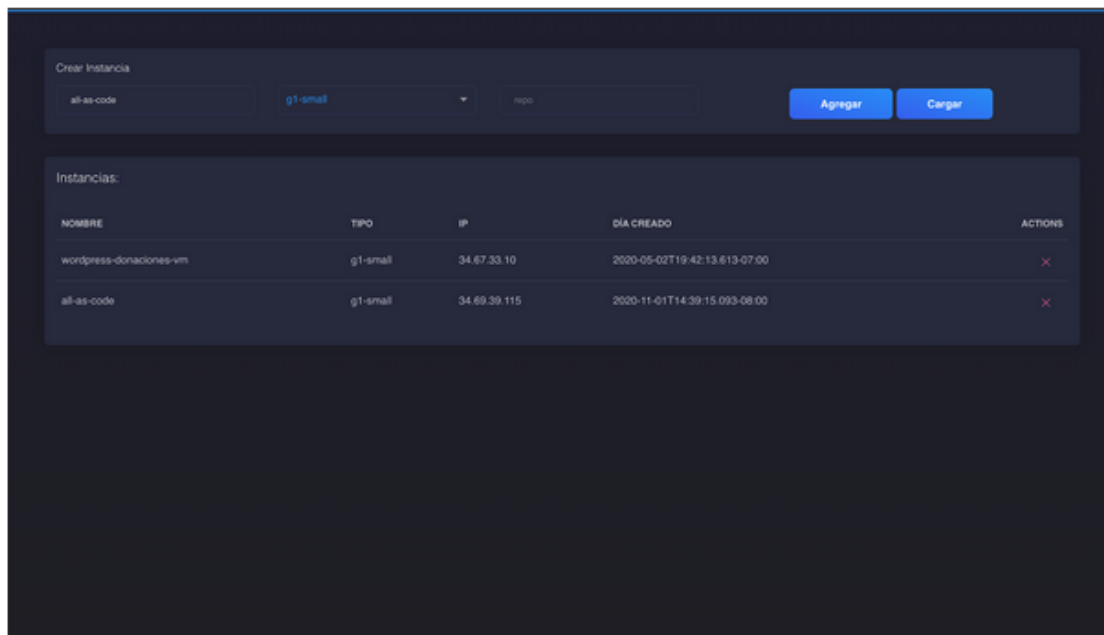 Crear Instancia
all-as-code g1-small repo Agregar Cargar
Instancias:
NOMBRE TIPO IP DÍA CREADO ACTIONS
wordpress-donaciones-vm g1-small 34.67.33.10 2020-05-02T19:42:13.613-07:00
all-as-code g1-small 34.69.39.115 2020-11-01T14:39:15.093-08:00